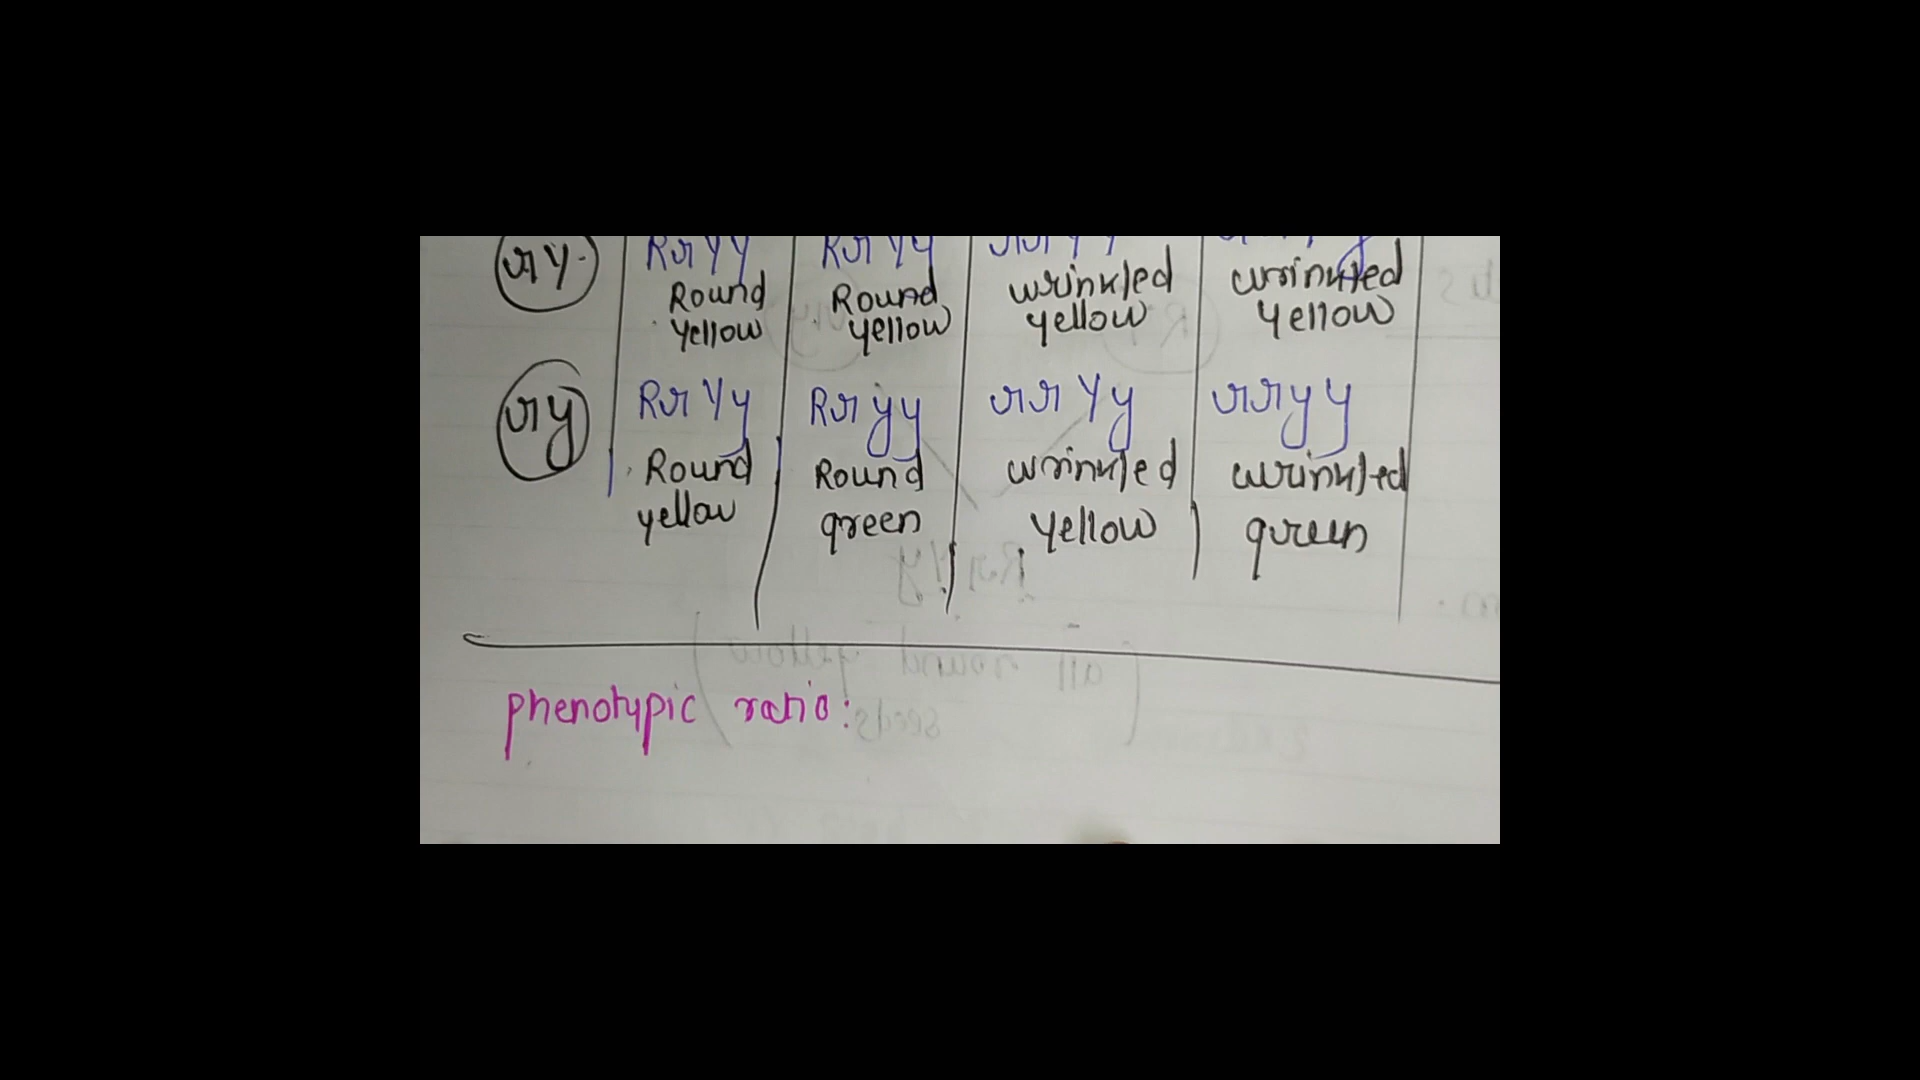 rY. RrYY RrYy
Round Round wrinkled wrinkled
yellow yellow yellow yellow
ry RrYy Rryy rrYy rryy
Round Round wrinkled wrinkled
yellow green yellow green
phenotypic ratio: